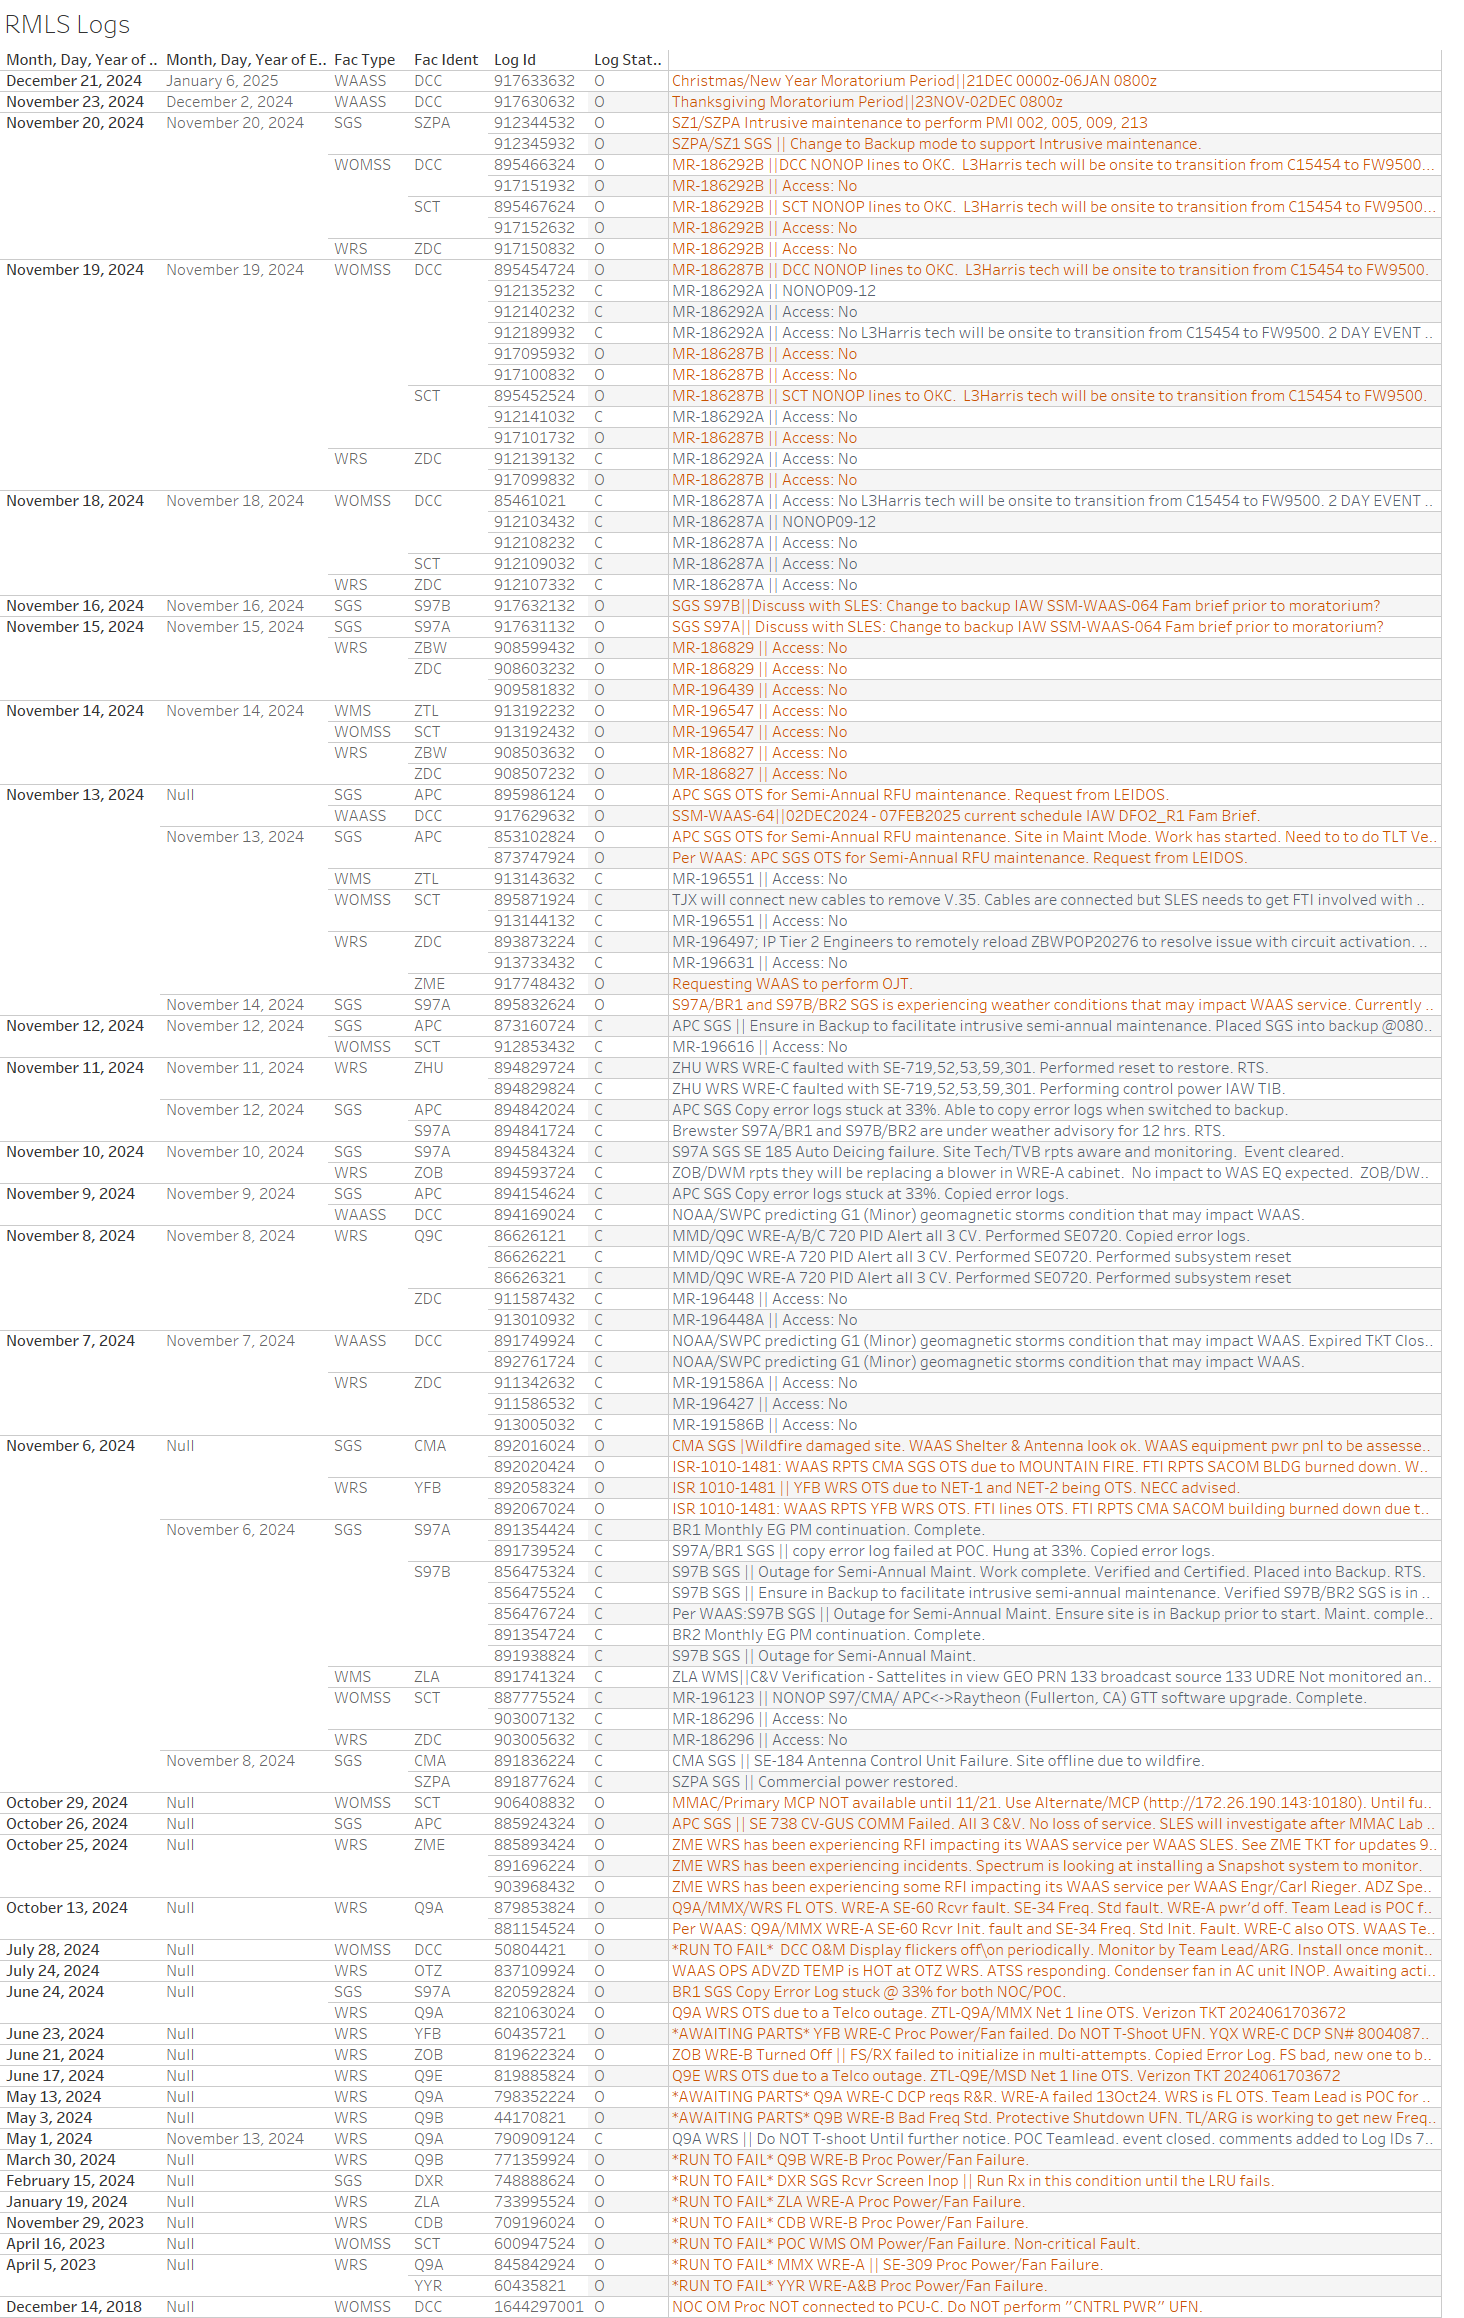 RMLS Logs
Month, Day, Year of .. Month, Day, Year of E.. Fac Type Fac Ident Log Id Log Stat..
December 21, 2024 January 6, 2025 WAASS DCC 917633632 O Christmas/New Year Moratorium Period||21DEC 0000z-06JAN 0800z
November 23, 2024 December 2, 2024 WAASS DCC 917630632 O Thanksgiving Moratorium Period||23NOV-02DEC 0800z
November 20, 2024 November 20, 2024 SGS SZPA 912344532 O SZ1/SZPA Intrusive maintenance to perform PMI 002, 005, 009, 213
912345932 O SZPA/SZ1 SGS || Change to Backup mode to support Intrusive maintenance.
WOMSS DCC 895466324 O MR-186292B ||DCC NONOP lines to OKC. L3Harris tech will be onsite to transition from C15454 to FW9500...
917151932 O MR-186292B || Access: No
SCT 895467624 O MR-186292B || SCT NONOP lines to OKC. L3Harris tech will be onsite to transition from C15454 to FW9500...
917152632 O MR-186292B || Access: No
WRS ZDC 917150832 O MR-186292B || Access: No
November 19, 2024 November 19, 2024 WOMSS DCC 895454724 O MR-186287B || DCC NONOP lines to OKC. L3Harris tech will be onsite to transition from C15454 to FW9500.
912135232 C MR-186292A || NONOP09-12
912140232 C MR-186292A || Access: No
912189932 C MR-186292A || Access: No L3Harris tech will be onsite to transition from C15454 to FW9500. 2 DAY EVENT ..
917095932 O MR-186287B || Access: No
917100832 O MR-186287B || Access: No
SCT 895452524 O MR-186287B || SCT NONOP lines to OKC. L3Harris tech will be onsite to transition from C15454 to FW9500.
912141032 C MR-186292A || Access: No
917101732 O MR-186287B || Access: No
WRS ZDC 912139132 C MR-186292A || Access: No
917099832 O MR-186287B || Access: No
November 18, 2024 November 18, 2024 WOMSS DCC 85461021 C MR-186287A || Access: No L3Harris tech will be onsite to transition from C15454 to FW9500. 2 DAY EVENT ..
912103432 C MR-186287A || NONOP09-12
912108232 C MR-186287A || Access: No
SCT 912109032 C MR-186287A || Access: No
WRS ZDC 912107332 C MR-186287A || Access: No
November 16, 2024 November 16, 2024 SGS S97B 917632132 O SGS S97B||Discuss with SLES: Change to backup IAW SSM-WAAS-064 Fam brief prior to moratorium?
November 15, 2024 November 15, 2024 SGS S97A 917631132 O SGS S97A|| Discuss with SLES: Change to backup IAW SSM-WAAS-064 Fam brief prior to moratorium?
WRS ZBW 908599432 O MR-186829 || Access: No
ZDC 908603232 O MR-186829 || Access: No
909581832 O MR-196439 || Access: No
November 14, 2024 November 14, 2024 WMS ZTL 913192232 O MR-196547 || Access: No
WOMSS SCT 913192432 O MR-196547 || Access: No
WRS ZBW 908503632 O MR-186827 || Access: No
ZDC 908507232 O MR-186827 || Access: No
November 13, 2024 Null SGS APC 895986124 O APC SGS OTS for Semi-Annual RFU maintenance. Request from LEIDOS.
WAASS DCC 917629632 O SSM-WAAS-64||02DEC2024 - 07FEB2025 current schedule IAW DFO2_R1 Fam Brief.
November 13, 2024 SGS APC 853102824 O APC SGS OTS for Semi-Annual RFU maintenance. Site in Maint Mode. Work has started. Need to to do TLT Ve..
873747924 O Per WAAS: APC SGS OTS for Semi-Annual RFU maintenance. Request from LEIDOS.
WMS ZTL 913143632 C MR-196551 || Access: No
WOMSS SCT 895871924 C TJX will connect new cables to remove V.35. Cables are connected but SLES needs to get FTI involved with ..
913144132 C MR-196551 || Access: No
WRS ZDC 893873224 C MR-196497; IP Tier 2 Engineers to remotely reload ZBWPOP20276 to resolve issue with circuit activation. ..
913733432 C MR-196631 || Access: No
ZME 917748432 O Requesting WAAS to perform OJT.
November 14, 2024 SGS S97A 895832624 O S97A/BR1 and S97B/BR2 SGS is experiencing weather conditions that may impact WAAS service. Currently ..
November 12, 2024 November 12, 2024 SGS APC 873160724 C APC SGS || Ensure in Backup to facilitate intrusive semi-annual maintenance. Placed SGS into backup @080..
WOMSS SCT 912853432 C MR-196616 || Access: No
November 11, 2024 November 11, 2024 WRS ZHU 894829724 C ZHU WRS WRE-C faulted with SE-719,52,53,59,301. Performed reset to restore. RTS.
894829824 C ZHU WRS WRE-C faulted with SE-719,52,53,59,301. Performing control power IAW TIB.
November 12, 2024 SGS APC 894842024 C APC SGS Copy error logs stuck at 33%. Able to copy error logs when switched to backup.
S97A 894841724 C Brewster S97A/BR1 and S97B/BR2 are under weather advisory for 12 hrs. RTS.
November 10, 2024 November 10, 2024 SGS S97A 894584324 C S97A SGS SE 185 Auto Deicing failure. Site Tech/TVB rpts aware and monitoring. Event cleared.
WRS ZOB 894593724 C ZOB/DWM rpts they will be replacing a blower in WRE-A cabinet. No impact to WAS EQ expected. ZOB/DW..
November 9, 2024 November 9, 2024 SGS APC 894154624 C APC SGS Copy error logs stuck at 33%. Copied error logs.
WAASS DCC 894169024 C NOAA/SWPC predicting G1 (Minor) geomagnetic storms condition that may impact WAAS.
November 8, 2024 November 8, 2024 WRS Q9C 86626121 C MMD/Q9C WRE-A/B/C 720 PID Alert all 3 CV. Performed SE0720. Copied error logs.
86626221 C MMD/Q9C WRE-A 720 PID Alert all 3 CV. Performed SE0720. Performed subsystem reset
86626321 C MMD/Q9C WRE-A 720 PID Alert all 3 CV. Performed SE0720. Performed subsystem reset
ZDC 911587432 C MR-196448 || Access: No
913010932 C MR-196448A || Access: No
November 7, 2024 November 7, 2024 WAASS DCC 891749924 C NOAA/SWPC predicting G1 (Minor) geomagnetic storms condition that may impact WAAS. Expired TKT Clos..
892761724 C NOAA/SWPC predicting G1 (Minor) geomagnetic storms condition that may impact WAAS.
WRS ZDC 911342632 C MR-191586A || Access: No
911586532 C MR-196427 || Access: No
913005032 C MR-191586B || Access: No
November 6, 2024 Null SGS CMA 892016024 O CMA SGS |Wildfire damaged site. WAAS Shelter & Antenna look ok. WAAS equipment pwr pnl to be assesse..
892020424 O ISR-1010-1481: WAAS RPTS CMA SGS OTS due to MOUNTAIN FIRE. FTI RPTS SACOM BLDG burned down. W..
WRS YFB 892058324 O ISR 1010-1481 || YFB WRS OTS due to NET-1 and NET-2 being OTS. NECC advised.
892067024 O ISR 1010-1481: WAAS RPTS YFB WRS OTS. FTI lines OTS. FTI RPTS CMA SACOM building burned down due t..
November 6, 2024 SGS S97A 891354424 C BR1 Monthly EG PM continuation. Complete.
891739524 C S97A/BR1 SGS || copy error log failed at POC. Hung at 33%. Copied error logs.
S97B 856475324 C S97B SGS || Outage for Semi-Annual Maint. Work complete. Verified and Certified. Placed into Backup. RTS.
856475524 C S97B SGS || Ensure in Backup to facilitate intrusive semi-annual maintenance. Verified S97B/BR2 SGS is in ..
856476724 C Per WAAS:S97B SGS || Outage for Semi-Annual Maint. Ensure site is in Backup prior to start. Maint. comple..
891354724 C BR2 Monthly EG PM continuation. Complete.
891938824 C S97B SGS || Outage for Semi-Annual Maint.
WMS ZLA 891741324 C ZLA WMS||C&V Verification - Sattelites in view GEO PRN 133 broadcast source 133 UDRE Not monitored an..
WOMSS SCT 887775524 C MR-196123 || NONOP S97/CMA/ APC<->Raytheon (Fullerton, CA) GTT software upgrade. Complete.
903007132 C MR-186296 || Access: No
WRS ZDC 903005632 C MR-186296 || Access: No
November 8, 2024 SGS CMA 891836224 C CMA SGS || SE-184 Antenna Control Unit Failure. Site offline due to wildfire.
SZPA 891877624 C SZPA SGS || Commercial power restored.
October 29, 2024 Null WOMSS SCT 906408832 O MMAC/Primary MCP NOT available until 11/21. Use Alternate/MCP (http://172.26.190.143:10180). Until fu..
October 26, 2024 Null SGS APC 885924324 O APC SGS || SE 738 CV-GUS COMM Failed. All 3 C&V. No loss of service. SLES will investigate after MMAC Lab ..
October 25, 2024 Null WRS ZME 885893424 O ZME WRS has been experiencing RFI impacting its WAAS service per WAAS SLES. See ZME TKT for updates 9..
891696224 O ZME WRS has been experiencing incidents. Spectrum is looking at installing a Snapshot system to monitor.
903968432 O ZME WRS has been experiencing some RFI impacting its WAAS service per WAAS Engr/Carl Rieger. ADZ Spe..
October 13, 2024 Null WRS Q9A 879853824 O Q9A/MMX/WRS FL OTS. WRE-A SE-60 Rcvr fault. SE-34 Freq. Std fault. WRE-A pwr'd off. Team Lead is POC f..
881154524 O Per WAAS: Q9A/MMX WRE-A SE-60 Rcvr Init. fault and SE-34 Freq. Std Init. Fault. WRE-C also OTS. WAAS Te..
July 28, 2024 Null WOMSS DCC 50804421 O *RUN TO FAIL* DCC O&M Display flickers off\on periodically. Monitor by Team Lead/ARG. Install once monit..
July 24, 2024 Null WRS OTZ 837109924 O WAAS OPS ADVZD TEMP is HOT at OTZ WRS. ATSS responding. Condenser fan in AC unit INOP. Awaiting acti..
June 24, 2024 Null SGS S97A 820592824 O BR1 SGS Copy Error Log stuck @ 33% for both NOC/POC.
WRS Q9A 821063024 O Q9A WRS OTS due to a Telco outage. ZTL-Q9A/MMX Net 1 line OTS. Verizon TKT 2024061703672
June 23, 2024 Null WRS YFB 60435721 O *AWAITING PARTS* YFB WRE-C Proc Power/Fan failed. Do NOT T-Shoot UFN. YQX WRE-C DCP SN# 8004087..
June 21, 2024 Null WRS ZOB 819622324 O ZOB WRE-B Turned Off || FS/RX failed to initialize in multi-attempts. Copied Error Log. FS bad, new one to b..
June 17, 2024 Null WRS Q9E 819885824 O Q9E WRS OTS due to a Telco outage. ZTL-Q9E/MSD Net 1 line OTS. Verizon TKT 2024061703672
May 13, 2024 Null WRS Q9A 798352224 O *AWAITING PARTS* Q9A WRE-C DCP reqs R&R. WRE-A failed 13Oct24. WRS is FL OTS. Team Lead is POC for ..
May 3, 2024 Null WRS Q9B 44170821 O *AWAITING PARTS* Q9B WRE-B Bad Freq Std. Protective Shutdown UFN. TL/ARG is working to get new Freq..
May 1, 2024 November 13, 2024 WRS Q9A 790909124 C Q9A WRS || Do NOT T-shoot Until further notice. POC Teamlead. event closed. comments added to Log IDs 7..
March 30, 2024 Null WRS Q9B 771359924 O *RUN TO FAIL* Q9B WRE-B Proc Power/Fan Failure.
February 15, 2024 Null SGS DXR 748888624 O *RUN TO FAIL* DXR SGS Rcvr Screen Inop || Run Rx in this condition until the LRU fails.
January 19, 2024 Null WRS ZLA 733995524 O *RUN TO FAIL* ZLA WRE-A Proc Power/Fan Failure.
November 29, 2023 Null WRS CDB 709196024 O *RUN TO FAIL* CDB WRE-B Proc Power/Fan Failure.
April 16, 2023 Null WOMSS SCT 600947524 O *RUN TO FAIL* POC WMS OM Power/Fan Failure. Non-critical Fault.
April 5, 2023 Null WRS Q9A 845842924 O *RUN TO FAIL* MMX WRE-A || SE-309 Proc Power/Fan Failure.
YYR 60435821 O *RUN TO FAIL* YYR WRE-A&B Proc Power/Fan Failure.
December 14, 2018 Null WOMSS DCC 1644297001 O NOC OM Proc NOT connected to PCU-C. Do NOT perform "CNTRL PWR" UFN.